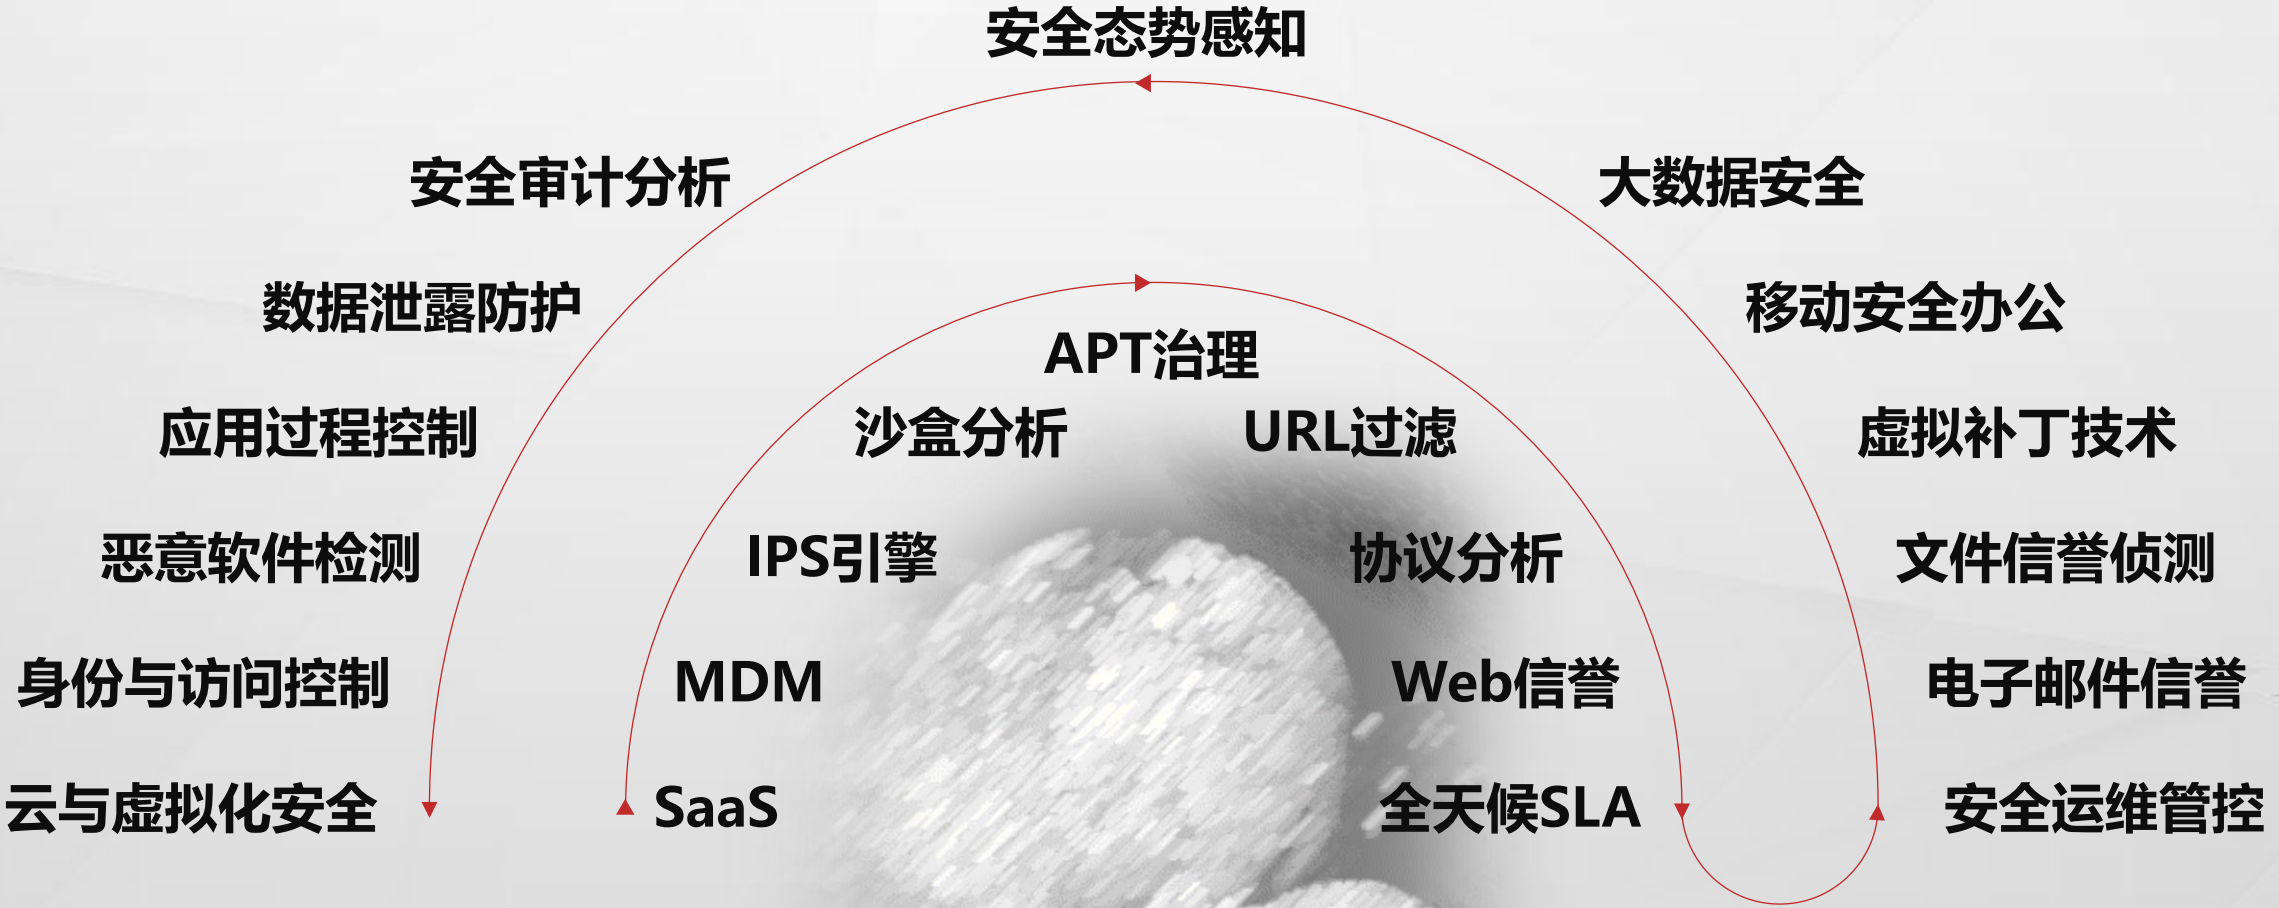 安全态势感知
安全审计分析
大数据安全
数据泄露防护
移动安全办公
APT治理
应用过程控制
沙盒分析
URL过滤
虚拟补丁技术
恶意软件检测
IPS引擎
协议分析
文件信誉侦测
身份与访问控制
MDM
Web信誉
电子邮件信誉
云与虚拟化安全
SaaS
全天候SLA
安全运维管控